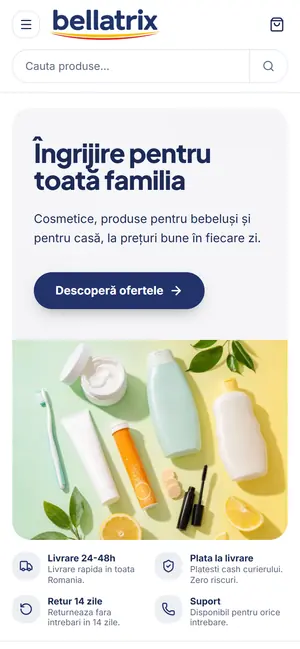 bellatrix
Cauta produse...
Îngrijire pentru
toată familia
Cosmetice, produse pentru bebeluși și
pentru casă, la prețuri bune în fiecare zi.
Descoperă ofertele
Livrare 24-48h
Livrare rapida in toata
Romania.
Plata la livrare
Platesti cash curierului.
Zero riscuri.
Retur 14 zile
Returneaza fara
intrebari in 14 zile.
Suport
Disponibil pentru orice
intrebare.